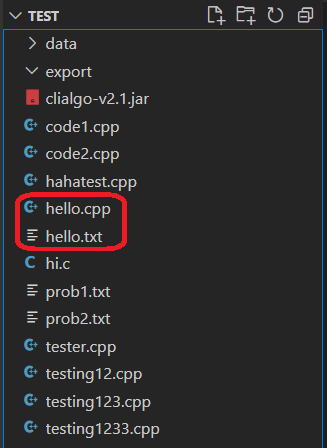 TEST
data
export
clialgo-v2.1.jar
code1.cpp
code2.cpp
hahatest.cpp
hello.cpp
hello.txt
C hi.c
prob1.txt
prob2.txt
tester.cpp
testing12.cpp
testing123.cpp
testing1233.cpp